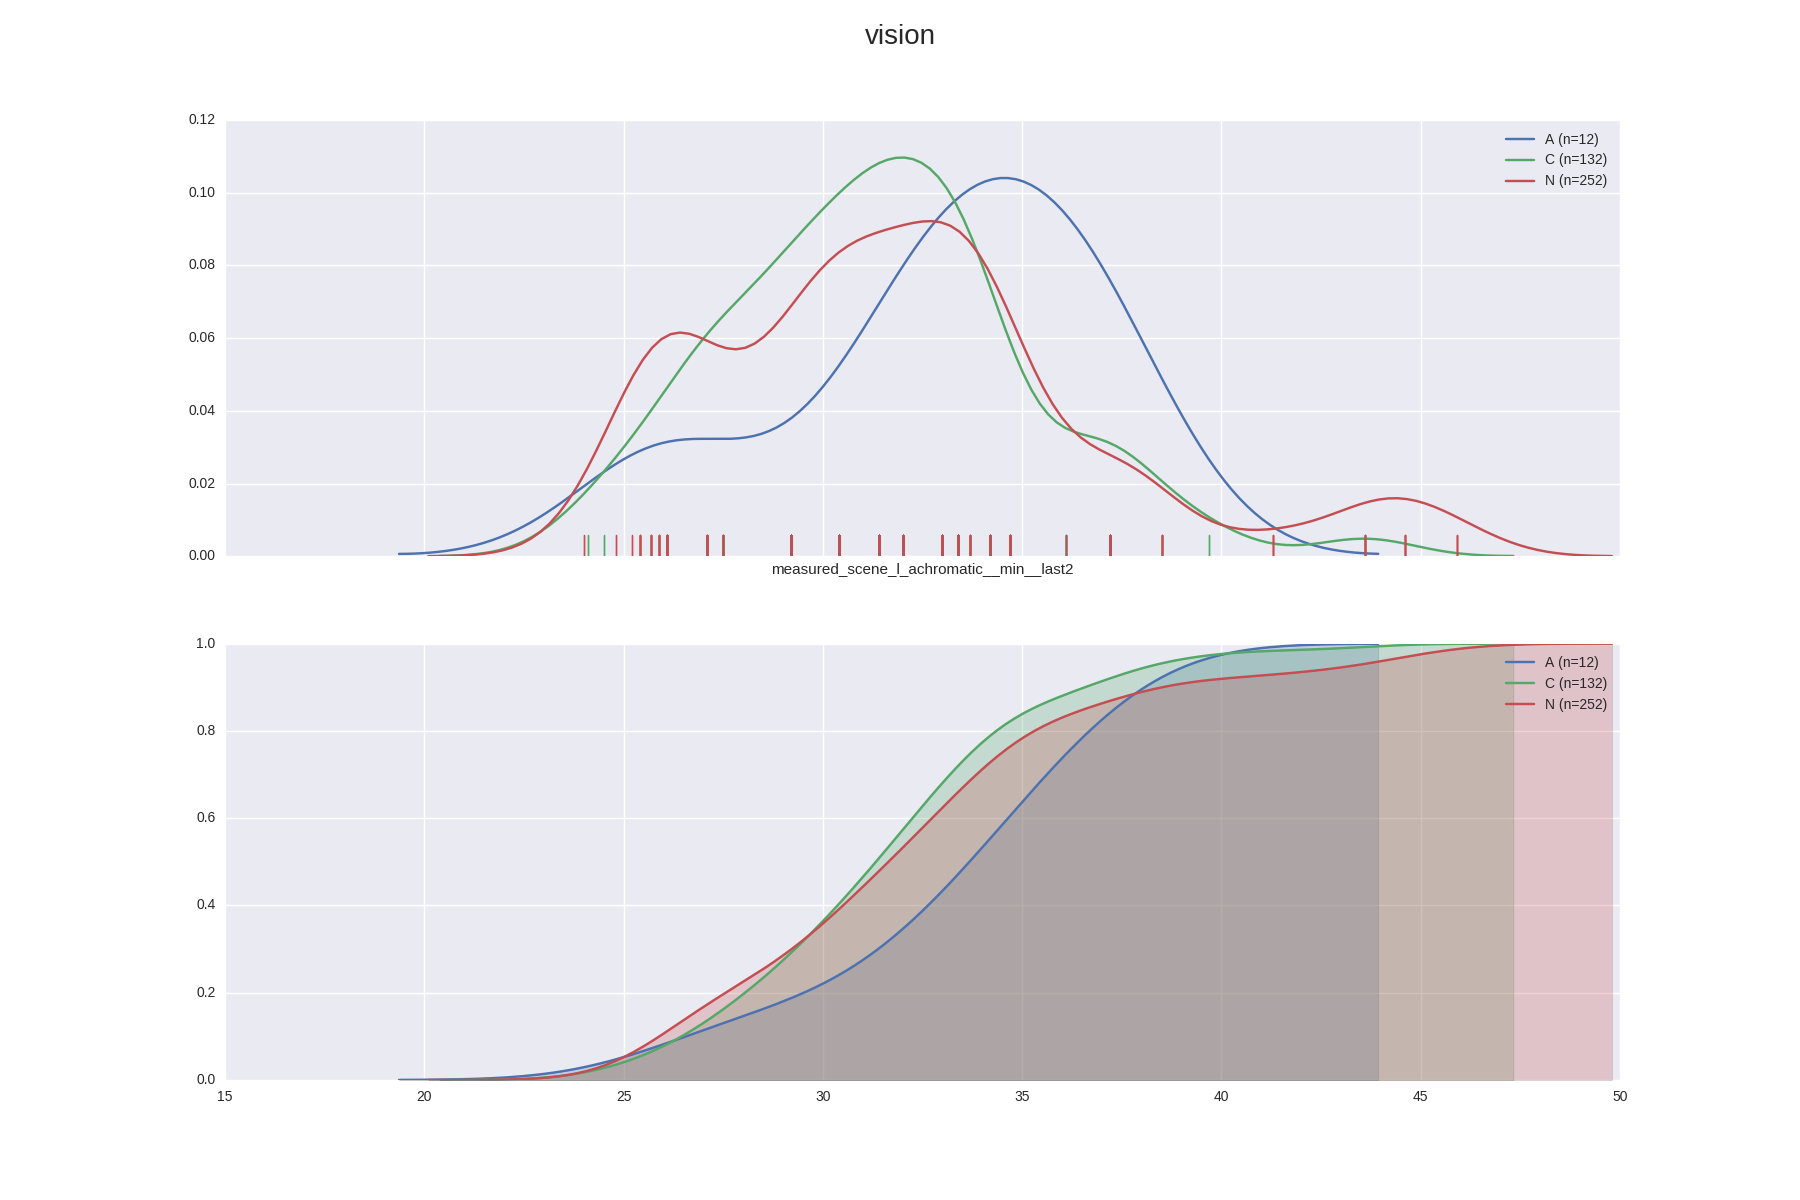 vision
0.12
0.10
0.08
0.06
0.04
0.02
0.00
A (n=12)
C (n=132)
N (n=252)
measured_scene_l_achromatic__min__last2
1.0
0.8
0.6
0.4
0.2
0.0
A (n=12)
C (n=132)
N (n=252)
15 20 25 30 35 40 45 50